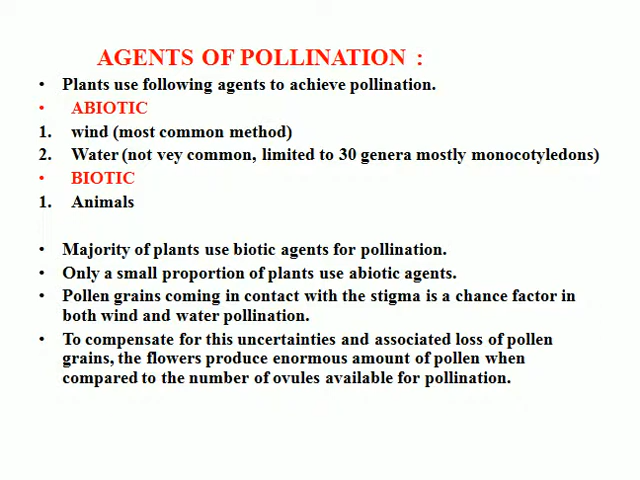 AGENTS OF POLLINATION :
• Plants use following agents to achieve pollination.
• ABIOTIC
1. wind (most common method)
2. Water (not vey common, limited to 30 genera mostly monocotyledons)
• BIOTIC
1. Animals
• Majority of plants use biotic agents for pollination.
• Only a small proportion of plants use abiotic agents.
• Pollen grains coming in contact with the stigma is a chance factor in
both wind and water pollination.
• To compensate for this uncertainties and associated loss of pollen
grains, the flowers produce enormous amount of pollen when
compared to the number of ovules available for pollination.